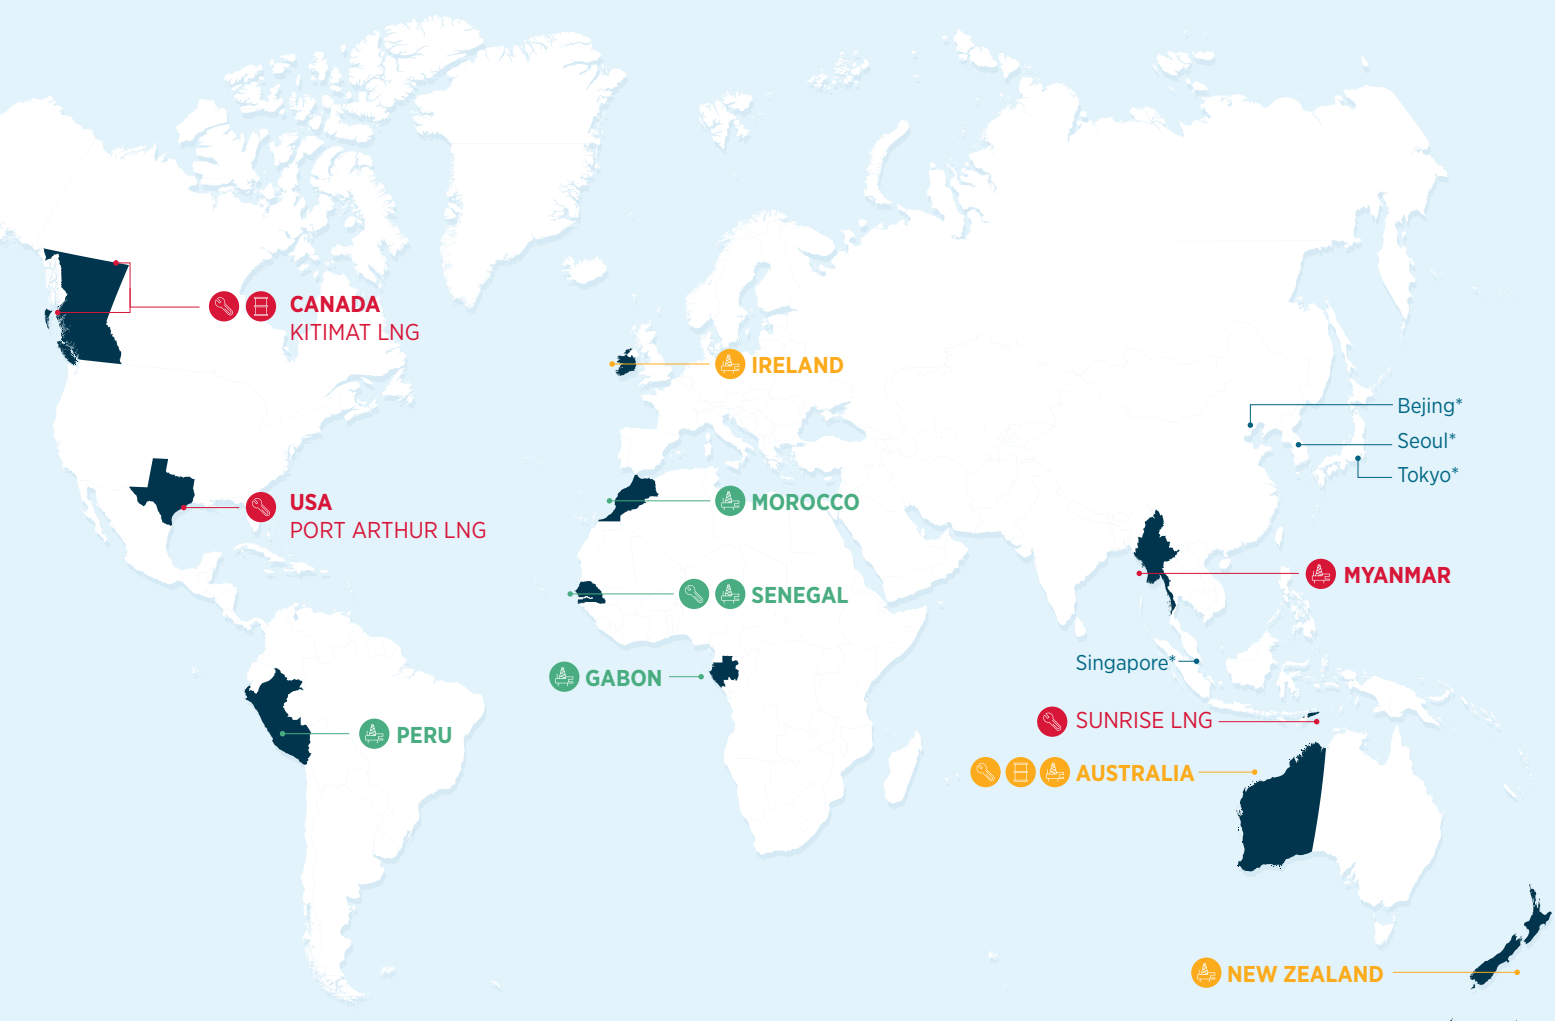 CANADA
KITIMAT LNG
IRELAND
Bejing*
Seoul*
Tokyo*
USA
PORT ARTHUR LNG
MOROCCO
MYANMAR
SENEGAL
Singapore*
GABON
SUNRISE LNG
PERU
AUSTRALIA
NEW ZEALAND